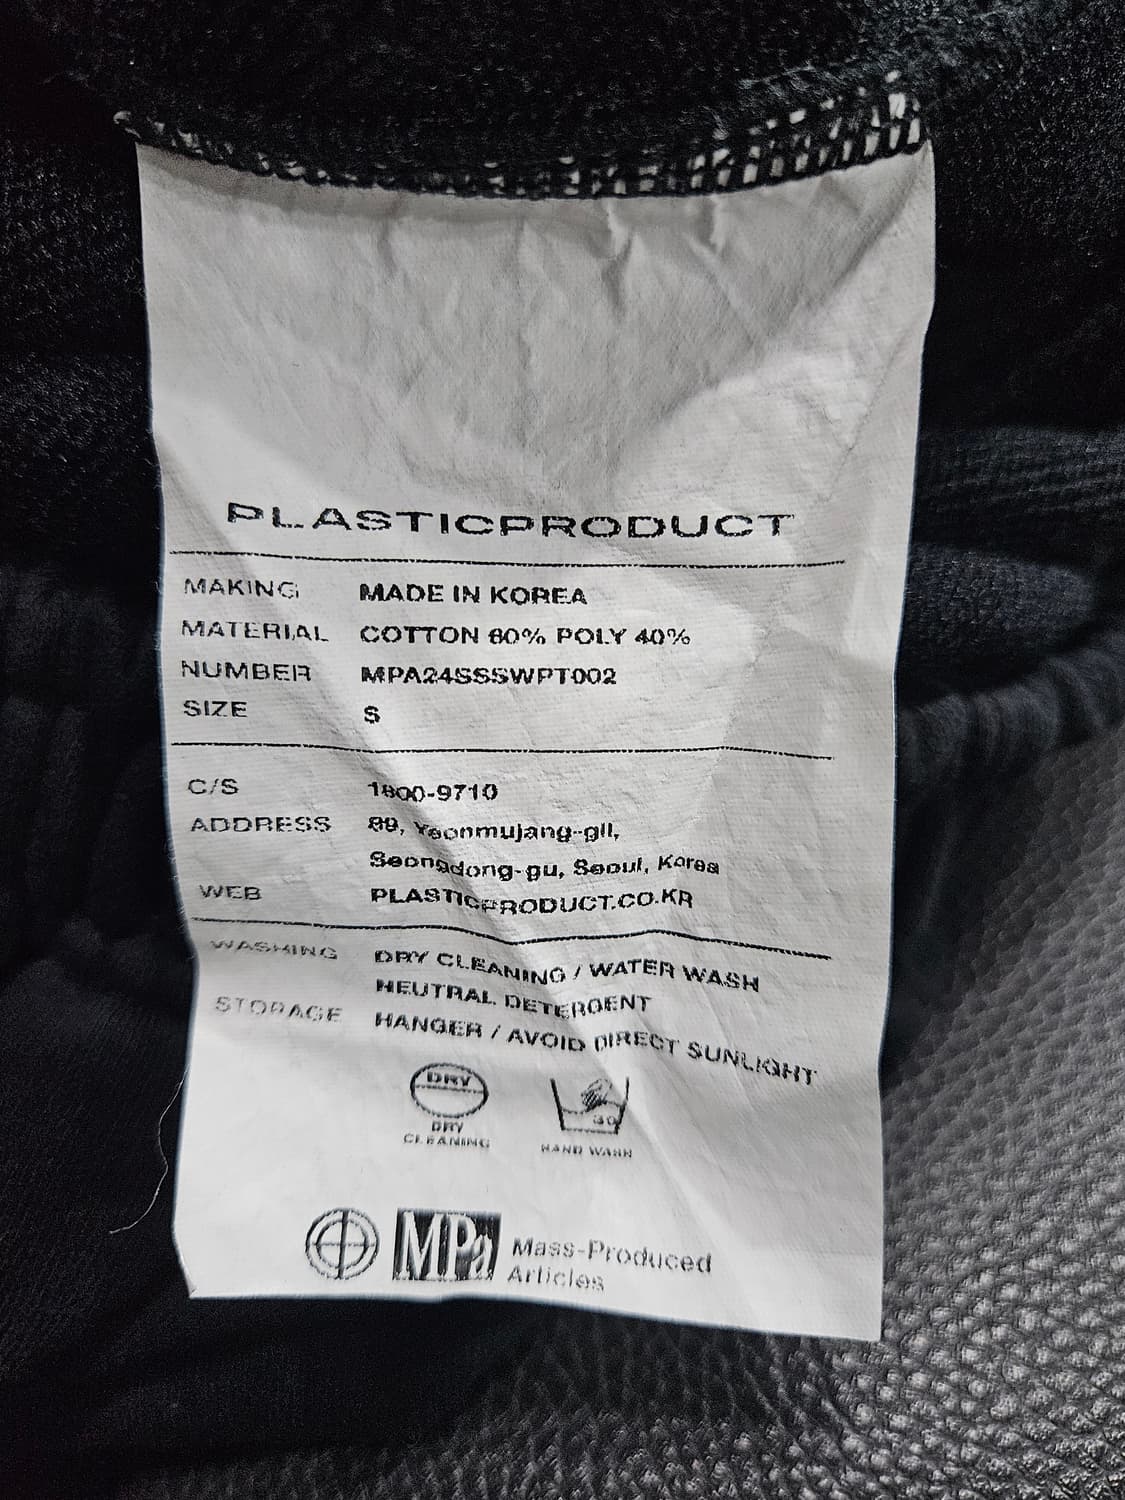 PLASTICPRODUCT
MAKING MADE IN KOREA
MATERIAL COTTON 60% POLY 40%
NUMBER MPA24SSSWPT002
SIZE S
C/S 1800-9710
ADDRESS 89, Yeonmujang-gil,
Seongdong-gu, Seoul, Korea
WEB PLASTICPRODUCT.CO.KR
WASHING DRY CLEANING / WATER WASH
NEUTRAL DETERGENT
STORAGE HANGER / AVOID DIRECT SUNLIGHT
DRY
30
DRY
CLEANING
HAND WASH
MPa Mass-Produced
Articles